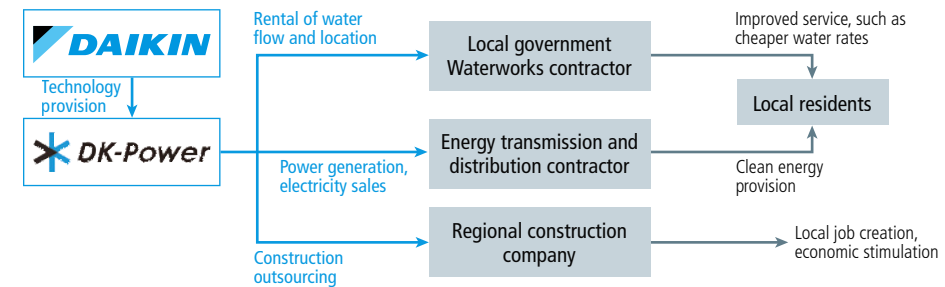 DAIKIN
Technology
provision
DK-Power
Rental of water
flow and location
Local government
Waterworks contractor
Improved service, such as
cheaper water rates
Local residents
Power generation,
electricity sales
Energy transmission and
distribution contractor
Clean energy
provision
Construction
outsourcing
Regional construction
company
Local job creation,
economic stimulation